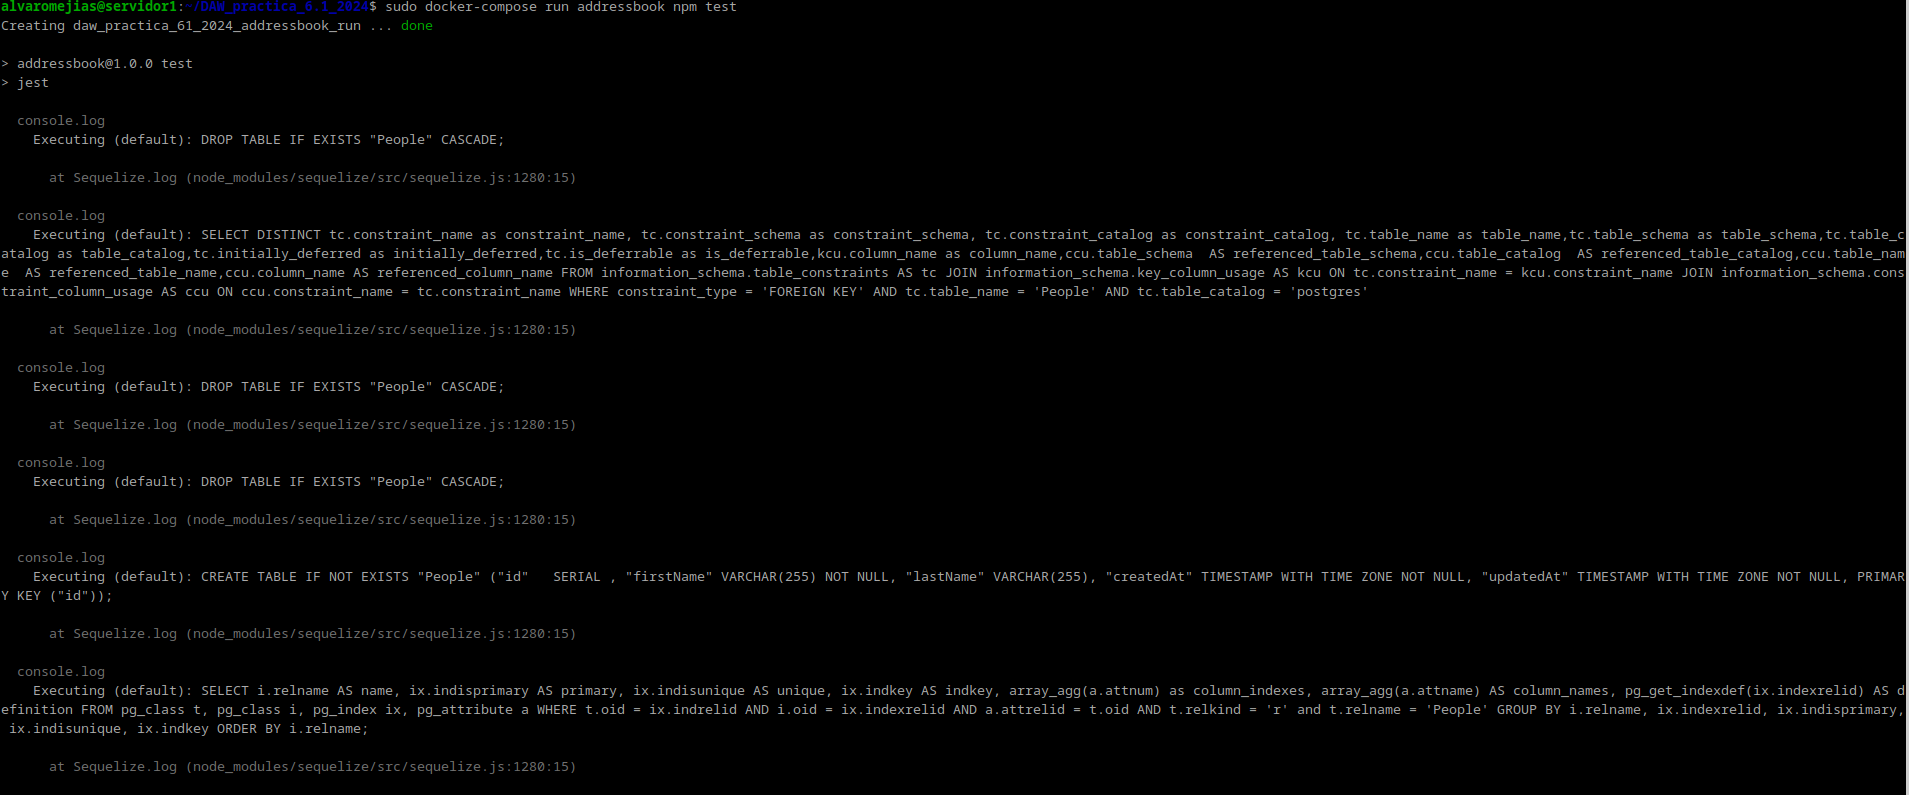 alvaromejias@servidor1:~/DAW_practica_6.1_2024$ sudo docker-compose run addressbook npm test
Creating daw_practica_61_2024_addressbook_run ... done
> addressbook@1.0.0 test
> jest
console.log
Executing (default): DROP TABLE IF EXISTS "People" CASCADE;
at Sequelize.log (node_modules/sequelize/src/sequelize.js:1280:15)
console.log
Executing (default): SELECT DISTINCT tc.constraint_name as constraint_name, tc.constraint_schema as constraint_schema, tc.constraint_catalog as constraint_catalog, tc.table_name as table_name,tc.table_schema as table_schema,tc.table_c
atalog as table_catalog,tc.initially_deferred as initially_deferred,tc.is_deferrable as is_deferrable,kcu.column_name as column_name,ccu.table_schema  AS referenced_table_schema,ccu.table_catalog  AS referenced_table_catalog,ccu.table_nam
e  AS referenced_table_name,ccu.column_name AS referenced_column_name FROM information_schema.table_constraints AS tc JOIN information_schema.key_column_usage AS kcu ON tc.constraint_name = kcu.constraint_name JOIN information_schema.cons
traint_column_usage AS ccu ON ccu.constraint_name = tc.constraint_name WHERE constraint_type = 'FOREIGN KEY' AND tc.table_name = 'People' AND tc.table_catalog = 'postgres'
at Sequelize.log (node_modules/sequelize/src/sequelize.js:1280:15)
console.log
Executing (default): DROP TABLE IF EXISTS "People" CASCADE;
at Sequelize.log (node_modules/sequelize/src/sequelize.js:1280:15)
console.log
Executing (default): DROP TABLE IF EXISTS "People" CASCADE;
at Sequelize.log (node_modules/sequelize/src/sequelize.js:1280:15)
console.log
Executing (default): CREATE TABLE IF NOT EXISTS "People" ("id"   SERIAL , "firstName" VARCHAR(255) NOT NULL, "lastName" VARCHAR(255), "createdAt" TIMESTAMP WITH TIME ZONE NOT NULL, "updatedAt" TIMESTAMP WITH TIME ZONE NOT NULL, PRIMAR
Y KEY ("id"));
at Sequelize.log (node_modules/sequelize/src/sequelize.js:1280:15)
console.log
Executing (default): SELECT i.relname AS name, ix.indisprimary AS primary, ix.indisunique AS unique, ix.indkey AS indkey, array_agg(a.attnum) as column_indexes, array_agg(a.attname) AS column_names, pg_get_indexdef(ix.indexrelid) AS d
efinition FROM pg_class t, pg_class i, pg_index ix, pg_attribute a WHERE t.oid = ix.indrelid AND i.oid = ix.indexrelid AND a.attrelid = t.oid AND t.relkind = 'r' and t.relname = 'People' GROUP BY i.relname, ix.indexrelid, ix.indisprimary,
ix.indisunique, ix.indkey ORDER BY i.relname;
at Sequelize.log (node_modules/sequelize/src/sequelize.js:1280:15)